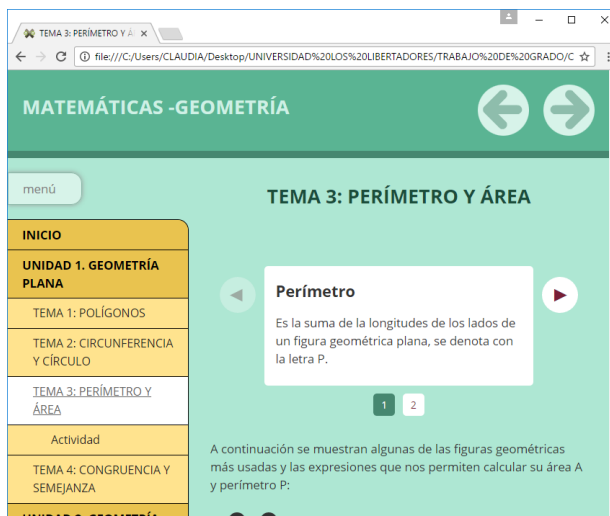 TEMA 3: PERÍMETRO Y Á
file:///C:/Users/CLAUDIA/Desktop/UNIVERSIDAD%20LOS%20LIBERTADORES/TRABAJO%20DE%20GRADO/C
MATEMÁTICAS -GEOMETRÍA
menú
TEMA 3: PERÍMETRO Y ÁREA
INICIO
UNIDAD 1. GEOMETRÍA
PLANA
TEMA 1: POLÍGONOS
TEMA 2: CIRCUNFERENCIA
Y CÍRCULO
TEMA 3: PERÍMETRO Y
ÁREA
Actividad
TEMA 4: CONGRUENCIA Y
SEMEJANZA
Perímetro
Es la suma de la longitudes de los lados de
un figura geométrica plana, se denota con
la letra P.
1 2
A continuación se muestran algunas de las figuras geométricas
más usadas y las expresiones que nos permiten calcular su área A
y perímetro P: